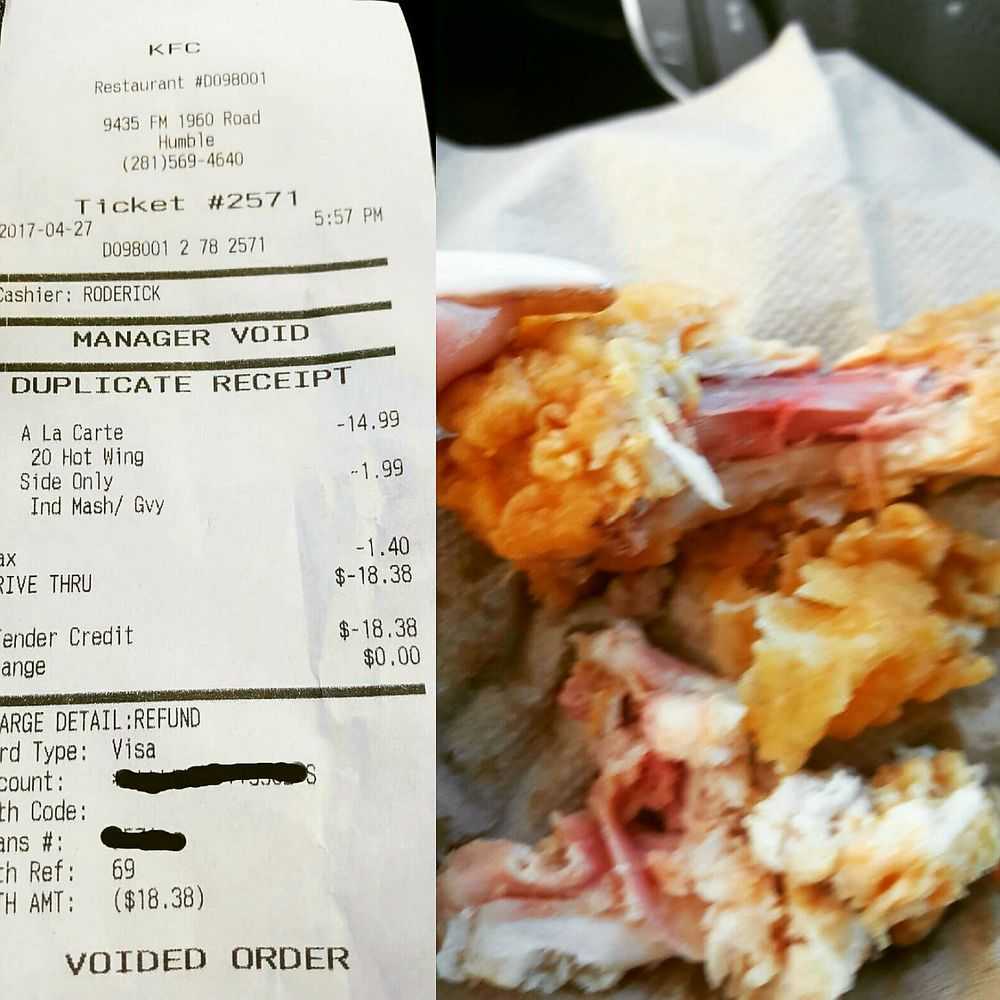 KFC
Restaurant #D098001
9435 FM 1960 Road
Humble
(281)569-4640
Ticket #2571
2017-04-27 5:57 PM
D098001 2 78 2571
Cashier: RODERICK
MANAGER VOID
DUPLICATE RECEIPT
A La Carte -14.99
20 Hot Wing
Side Only -1.99
Ind Mash/ Gvy
ax -1.40
RIVE THRU $-18.38
ender Credit $-18.38
ange $0.00
ARGE DETAIL:REFUND
rd Type: Visa
count: S
th Code:
ans #:
th Ref: 69
TH AMT: ($18.38)
VOIDED ORDER